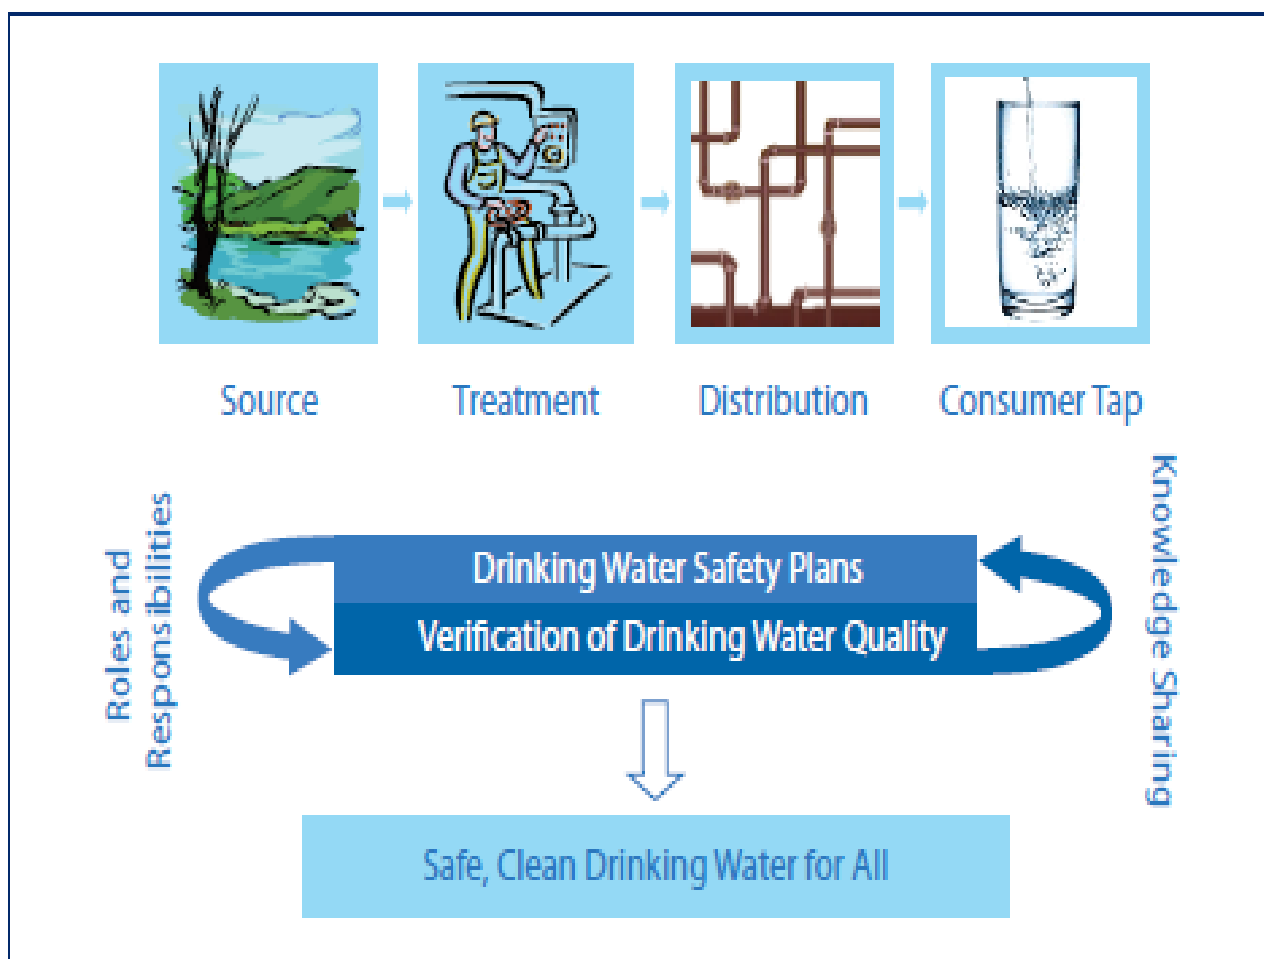 Source
Treatment
Distribution
Consumer Tap
Roles and
Responsibilities
Drinking Water Safety Plans
Verification of Drinking Water Quality
Knowledge Sharing
Safe, Clean Drinking Water for All